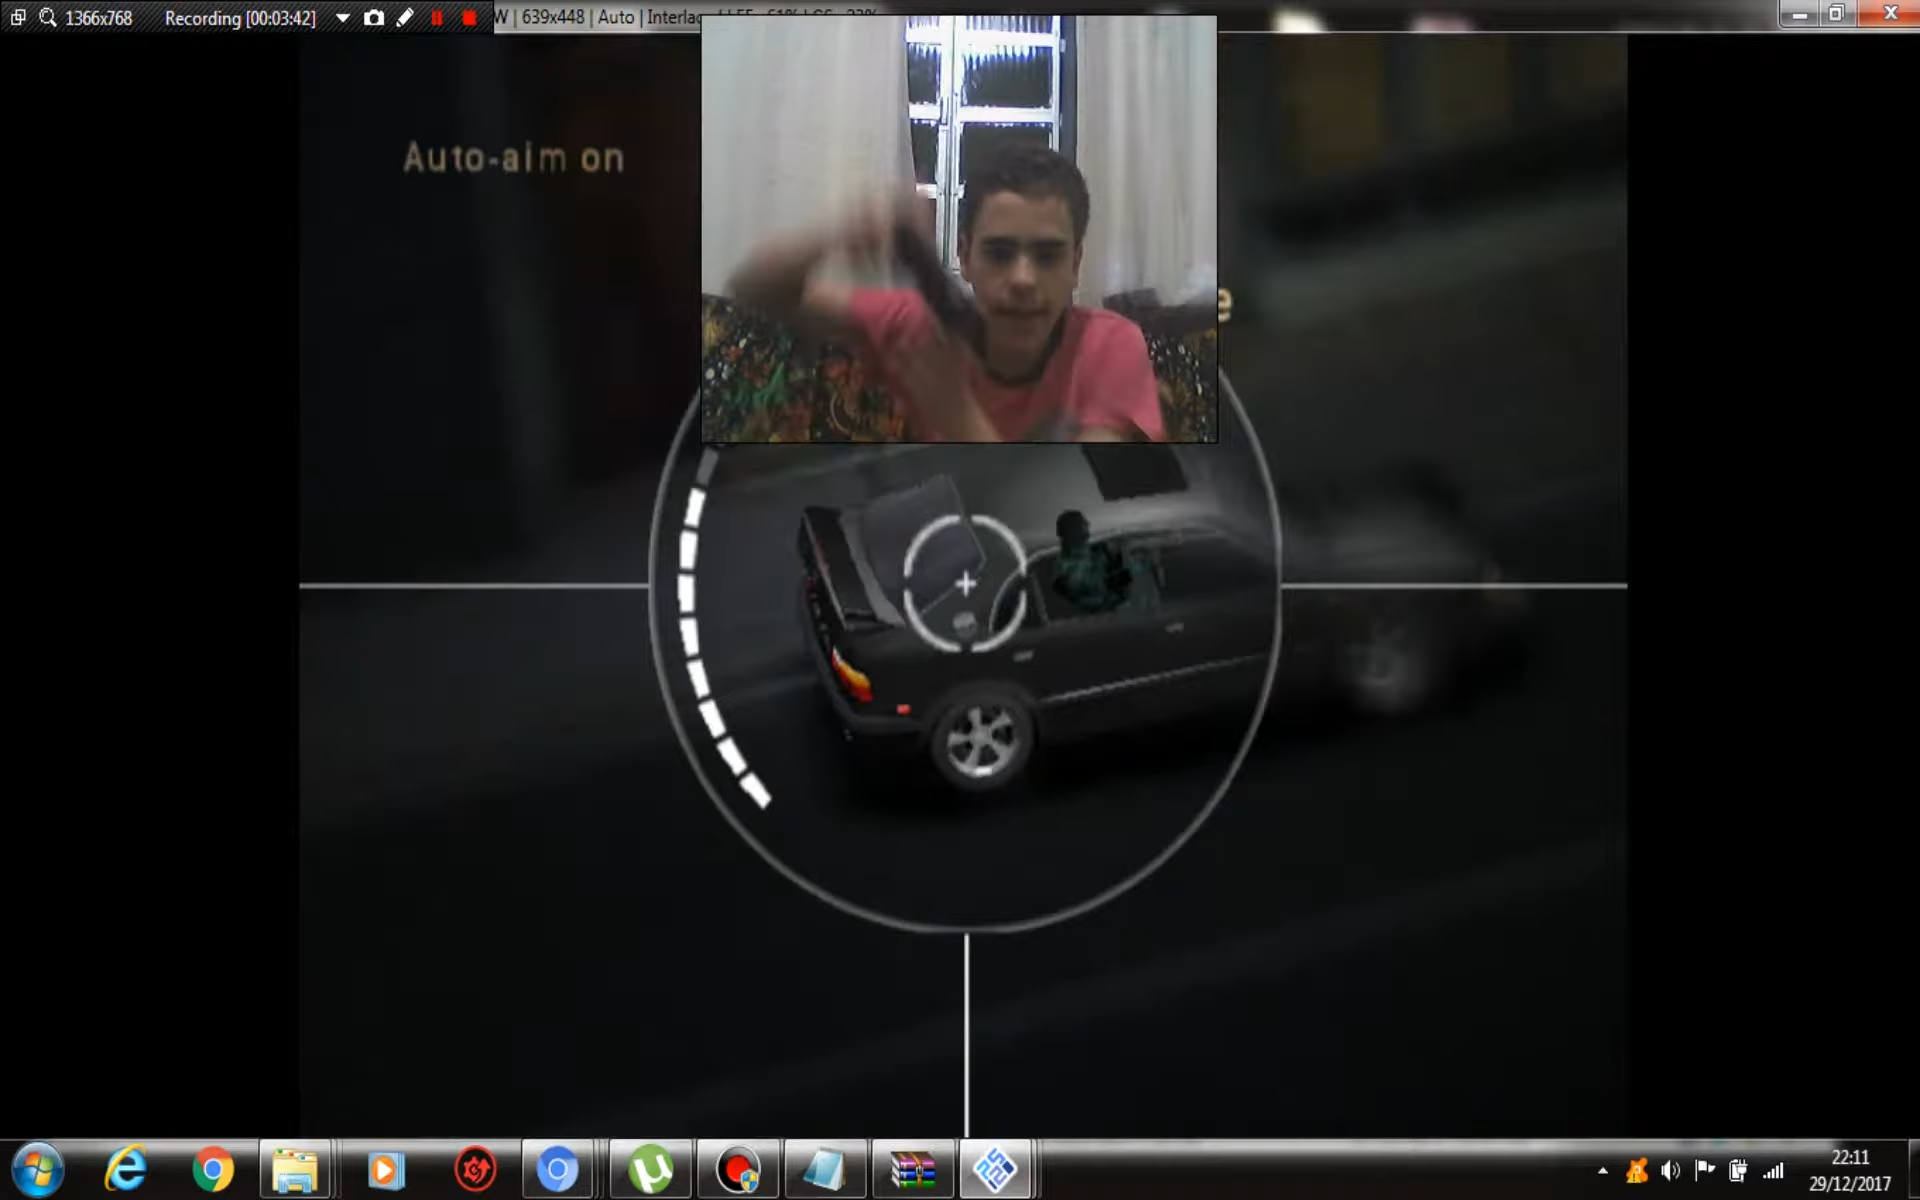 1366x768 Recording [00:03:42] W | 639x448 | Auto | Interlac
Auto-aim on
e
22:11
29/12/2017